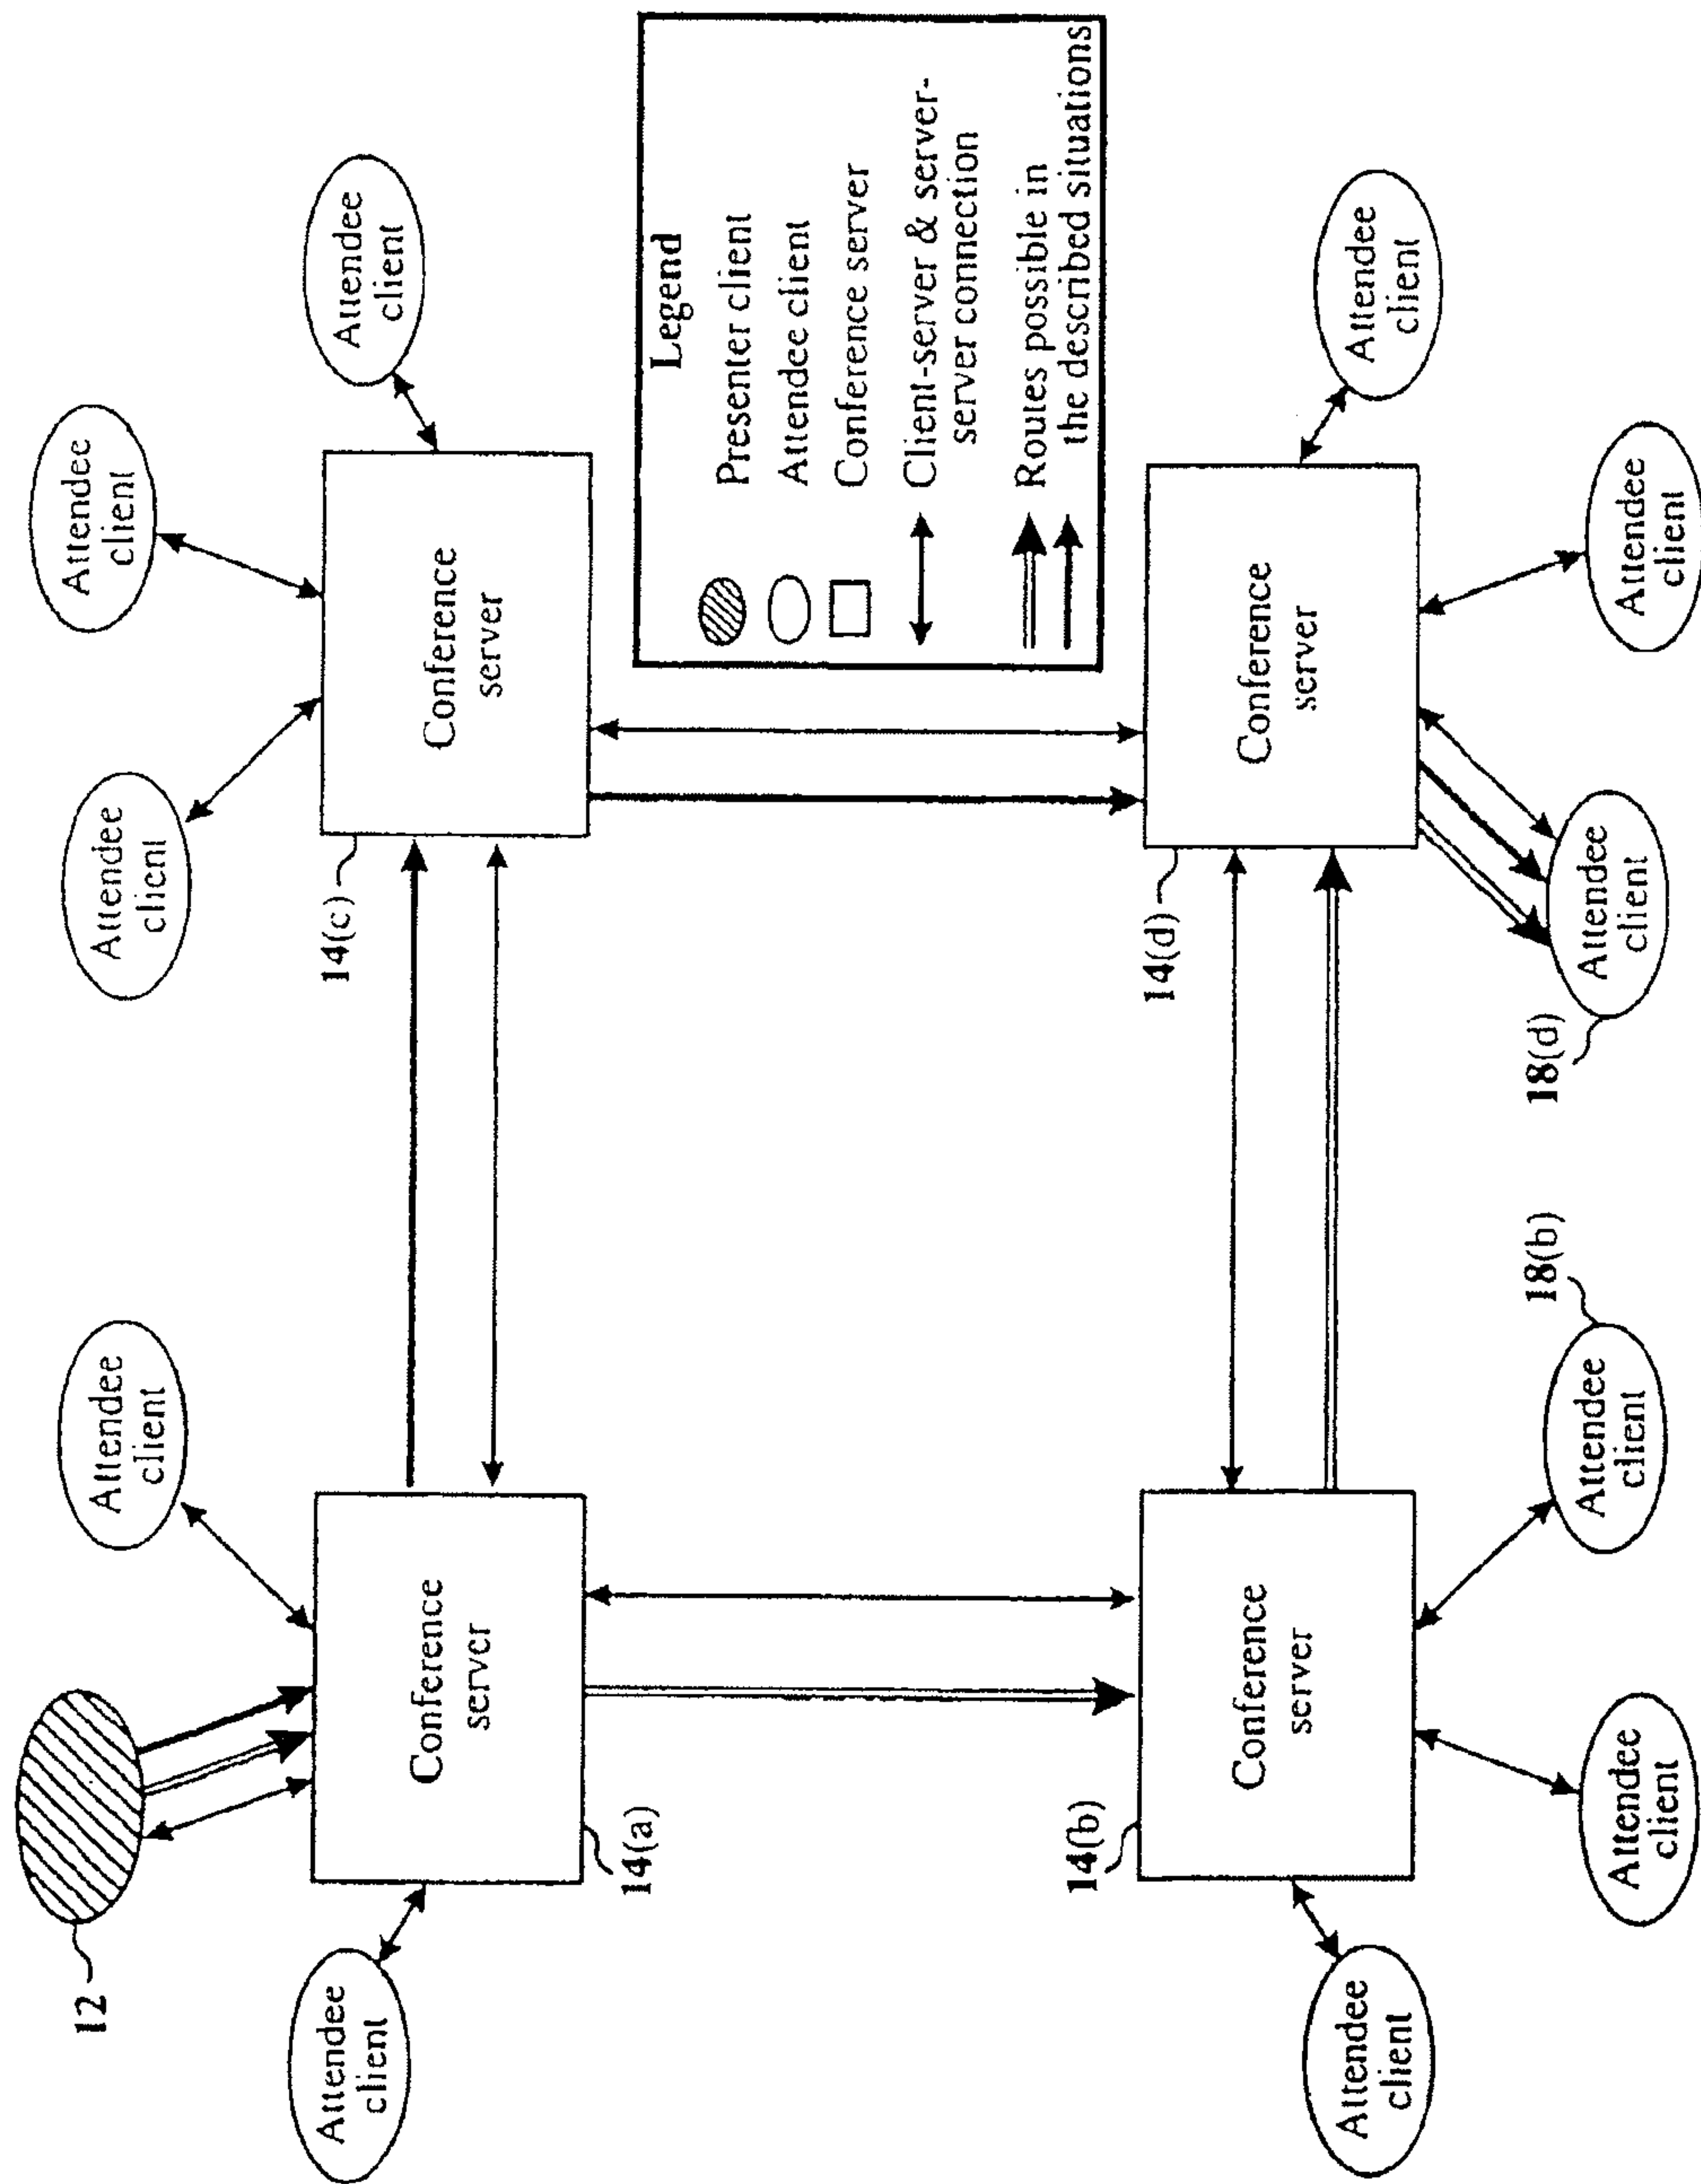 12
Attendee
client
Attendee
client
Attendee
client
Attendee
client
Attendee
client
Conference
server
14(a)
Conference
server
14(c)
Legend
Presenter client
Attendee client
Conference server
Client-server & server-
server connection
Routes possible in
the described situations
Conference
server
14(b)
Conference
server
14(d)
Attendee
client
Attendee
client
Attendee
client
18(b)
Attendee
client
18(d)
Attendee
client
Attendee
client